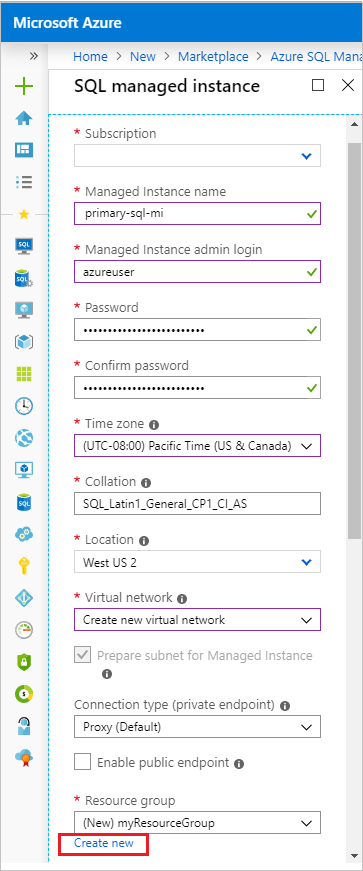 Microsoft Azure
» Home > New > Marketplace > Azure SQL Mana
SQL managed instance
* Subscription
* Managed Instance name
primary-sql-mi
* Managed Instance admin login
azureuser
* Password
•••••••••••••••••••••••••
* Confirm password
•••••••••••••••••••••••••
* Time zone
(UTC-08:00) Pacific Time (US & Canada)
* Collation
SQL_Latin1_General_CP1_CI_AS
* Location
West US 2
* Virtual network
Create new virtual network
Prepare subnet for Managed Instance
Connection type (private endpoint)
Proxy (Default)
Enable public endpoint
* Resource group
(New) myResourceGroup
Create new